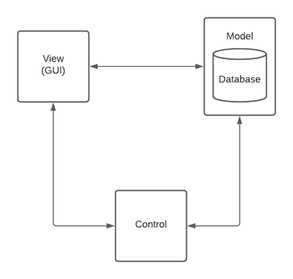 View
(GUI)
Model
Database
Control